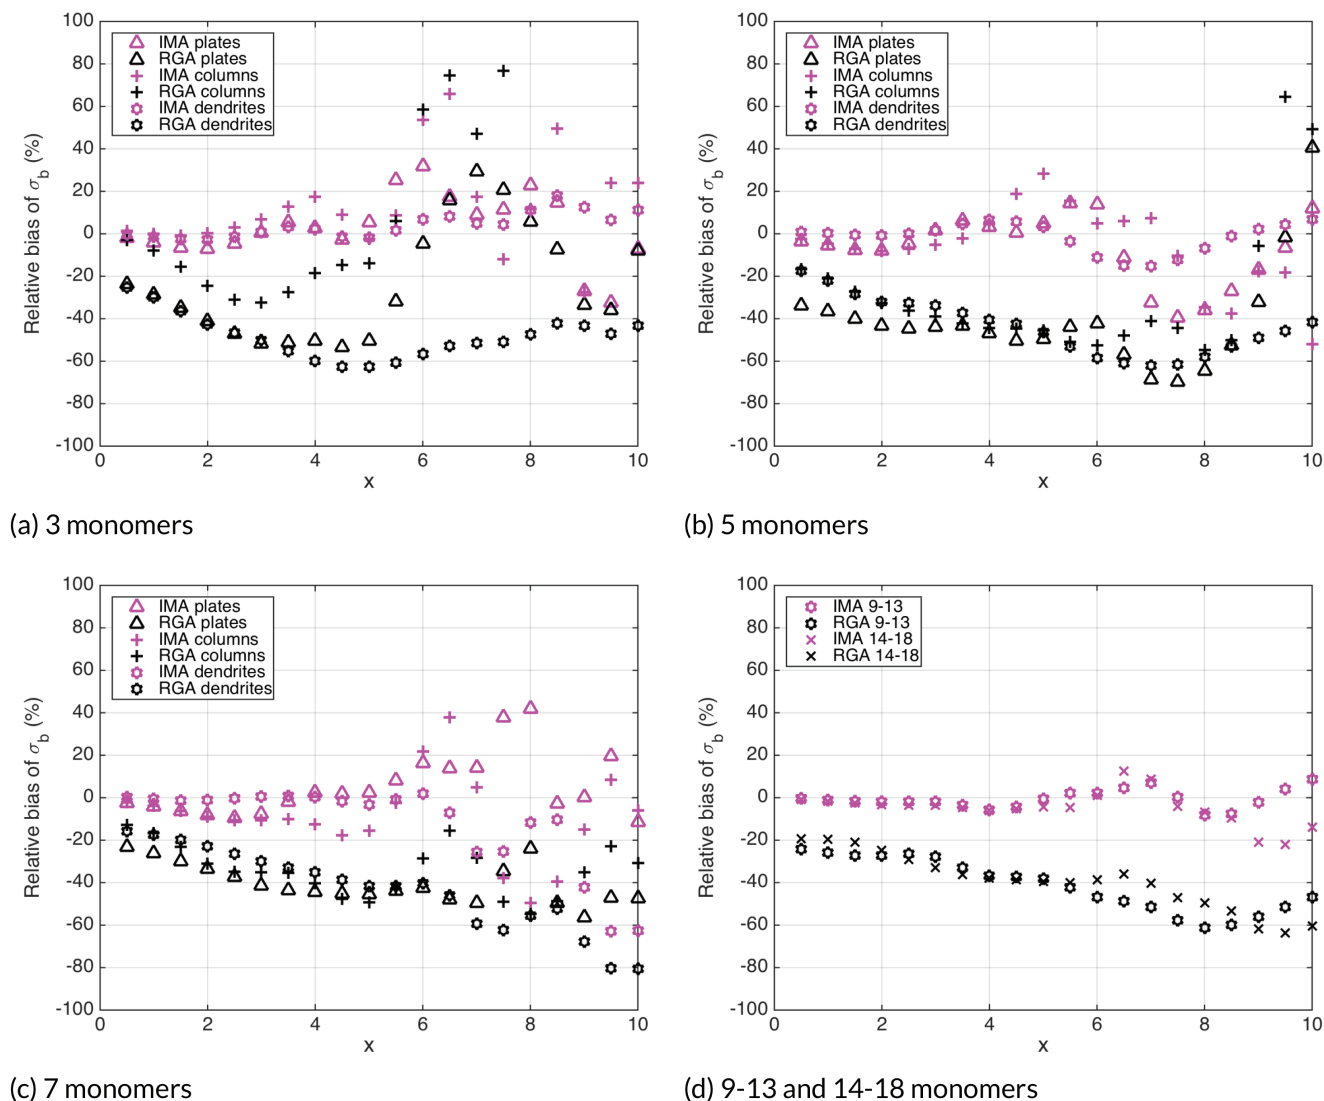 100
80
60
40
20
0
-20
-40
-60
-80
-100
0
2
4
6
8
10
x
Relative bias of σb (%)
IMA plates
RGA plates
IMA columns
RGA columns
IMA dendrites
RGA dendrites
(a) 3 monomers
100
80
60
40
20
0
-20
-40
-60
-80
-100
0
2
4
6
8
10
x
Relative bias of σb (%)
IMA plates
RGA plates
IMA columns
RGA columns
IMA dendrites
RGA dendrites
(b) 5 monomers
100
80
60
40
20
0
-20
-40
-60
-80
-100
0
2
4
6
8
10
x
Relative bias of σb (%)
IMA plates
RGA plates
IMA columns
RGA columns
IMA dendrites
RGA dendrites
(c) 7 monomers
100
80
60
40
20
0
-20
-40
-60
-80
-100
0
2
4
6
8
10
x
Relative bias of σb (%)
IMA 9-13
RGA 9-13
IMA 14-18
RGA 14-18
(d) 9-13 and 14-18 monomers